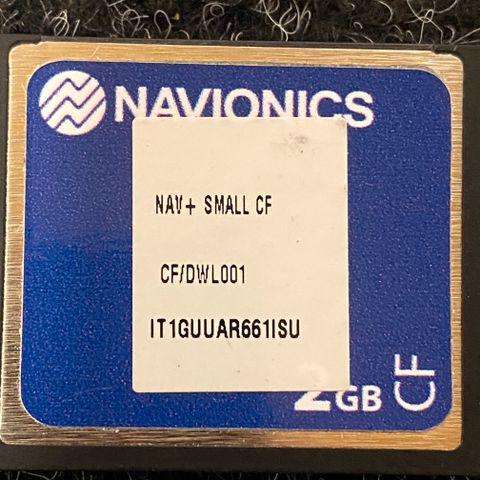 NAVIONICS
NAV+ SMALL CF
CF/DWL001
IT1GUUAR661ISU
2GB CF